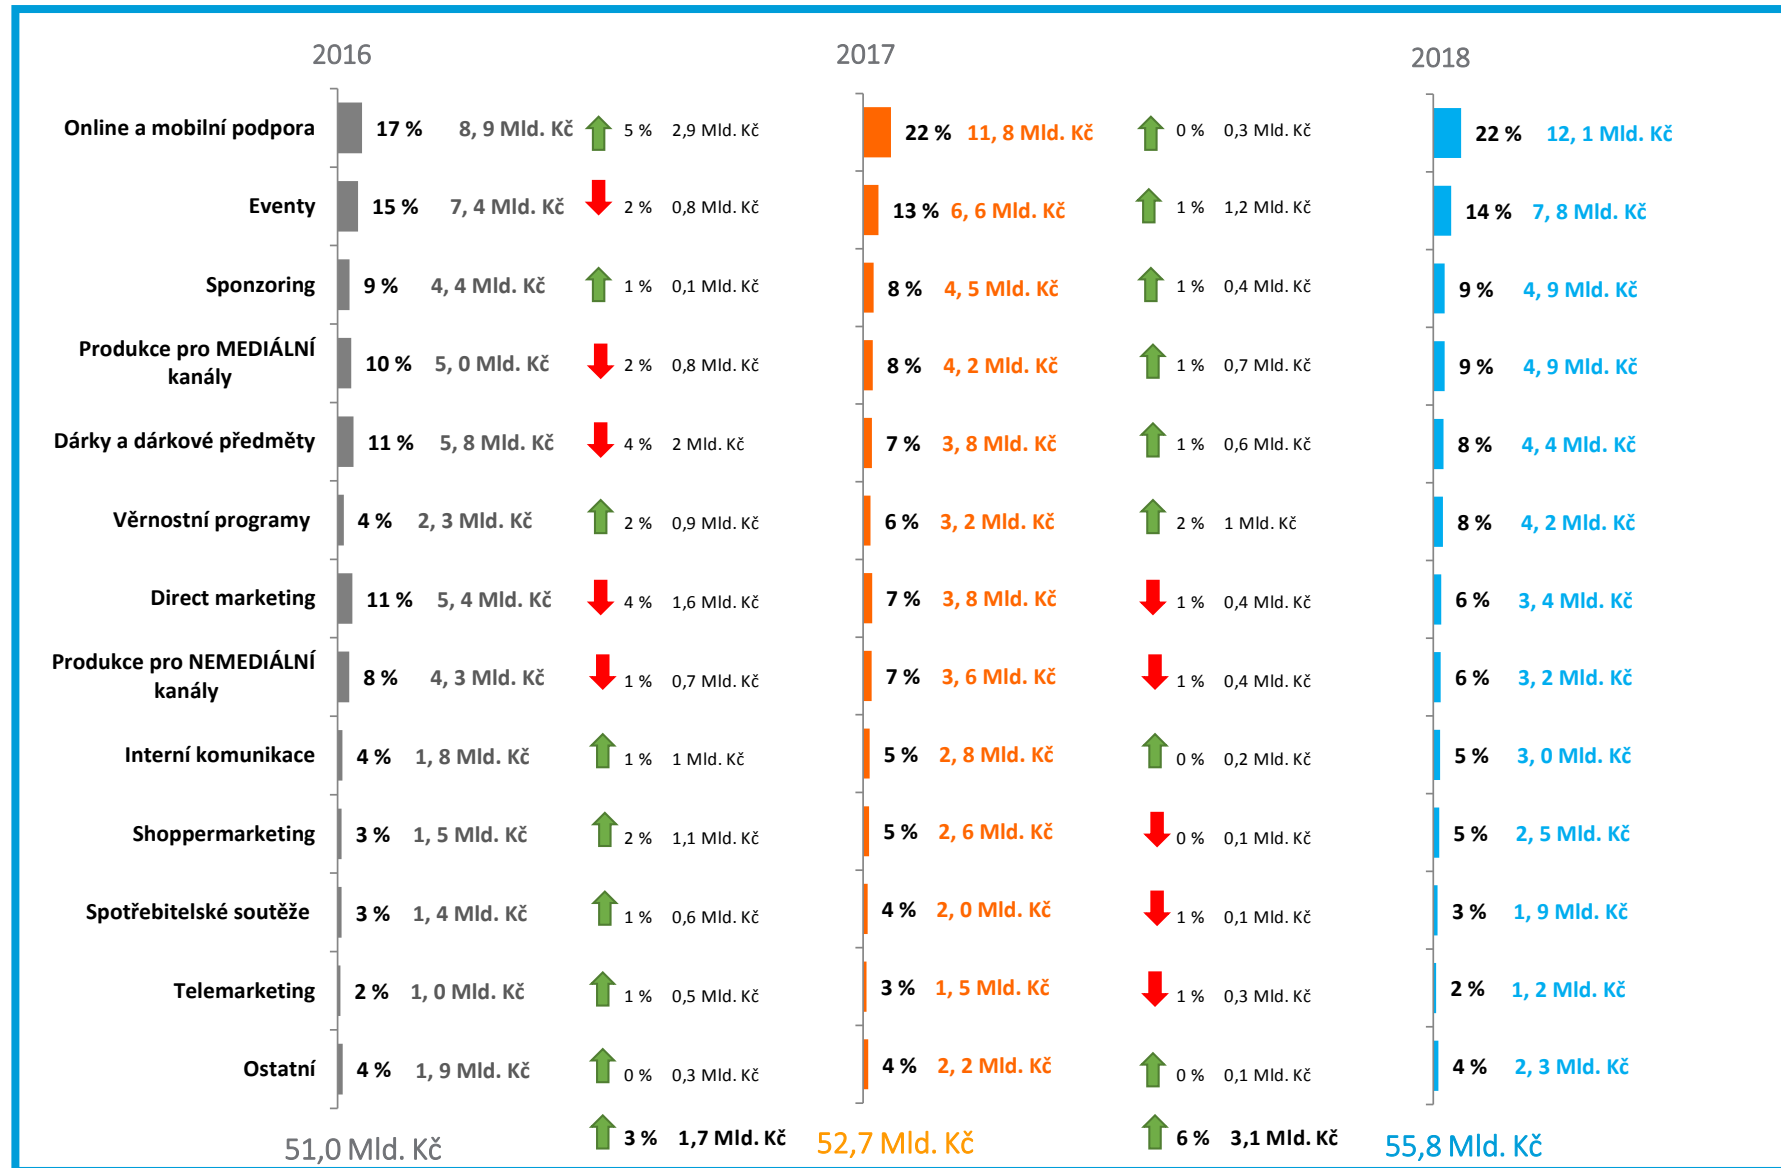 2016 2017 2018
Online a mobilní podpora 17 % 8, 9 Mld. Kč 5 % 2,9 Mld. Kč 22 % 11, 8 Mld. Kč 0 % 0,3 Mld. Kč 22 % 12, 1 Mld. Kč
Eventy 15 % 7, 4 Mld. Kč 2 % 0,8 Mld. Kč 13 % 6, 6 Mld. Kč 1 % 1,2 Mld. Kč 14 % 7, 8 Mld. Kč
Sponzoring 9 % 4, 4 Mld. Kč 1 % 0,1 Mld. Kč 8 % 4, 5 Mld. Kč 1 % 0,4 Mld. Kč 9 % 4, 9 Mld. Kč
Produkce pro MEDIÁLNÍ
kanály 10 % 5, 0 Mld. Kč 2 % 0,8 Mld. Kč 8 % 4, 2 Mld. Kč 1 % 0,7 Mld. Kč 9 % 4, 9 Mld. Kč
Dárky a dárkové předměty 11 % 5, 8 Mld. Kč 4 % 2 Mld. Kč 7 % 3, 8 Mld. Kč 1 % 0,6 Mld. Kč 8 % 4, 4 Mld. Kč
Věrnostní programy 4 % 2, 3 Mld. Kč 2 % 0,9 Mld. Kč 6 % 3, 2 Mld. Kč 2 % 1 Mld. Kč 8 % 4, 2 Mld. Kč
Direct marketing 11 % 5, 4 Mld. Kč 4 % 1,6 Mld. Kč 7 % 3, 8 Mld. Kč 1 % 0,4 Mld. Kč 6 % 3, 4 Mld. Kč
Produkce pro NEMEDIÁLNÍ
kanály 8 % 4, 3 Mld. Kč 1 % 0,7 Mld. Kč 7 % 3, 6 Mld. Kč 1 % 0,4 Mld. Kč 6 % 3, 2 Mld. Kč
Interní komunikace 4 % 1, 8 Mld. Kč 1 % 1 Mld. Kč 5 % 2, 8 Mld. Kč 0 % 0,2 Mld. Kč 5 % 3, 0 Mld. Kč
Shoppermarketing 3 % 1, 5 Mld. Kč 2 % 1,1 Mld. Kč 5 % 2, 6 Mld. Kč 0 % 0,1 Mld. Kč 5 % 2, 5 Mld. Kč
Spotřebitelské soutěže 3 % 1, 4 Mld. Kč 1 % 0,6 Mld. Kč 4 % 2, 0 Mld. Kč 1 % 0,1 Mld. Kč 3 % 1, 9 Mld. Kč
Telemarketing 2 % 1, 0 Mld. Kč 1 % 0,5 Mld. Kč 3 % 1, 5 Mld. Kč 1 % 0,3 Mld. Kč 2 % 1, 2 Mld. Kč
Ostatní 4 % 1, 9 Mld. Kč 0 % 0,3 Mld. Kč 4 % 2, 2 Mld. Kč 0 % 0,1 Mld. Kč 4 % 2, 3 Mld. Kč
51,0 Mld. Kč 3 % 1,7 Mld. Kč 52,7 Mld. Kč 6 % 3,1 Mld. Kč 55,8 Mld. Kč